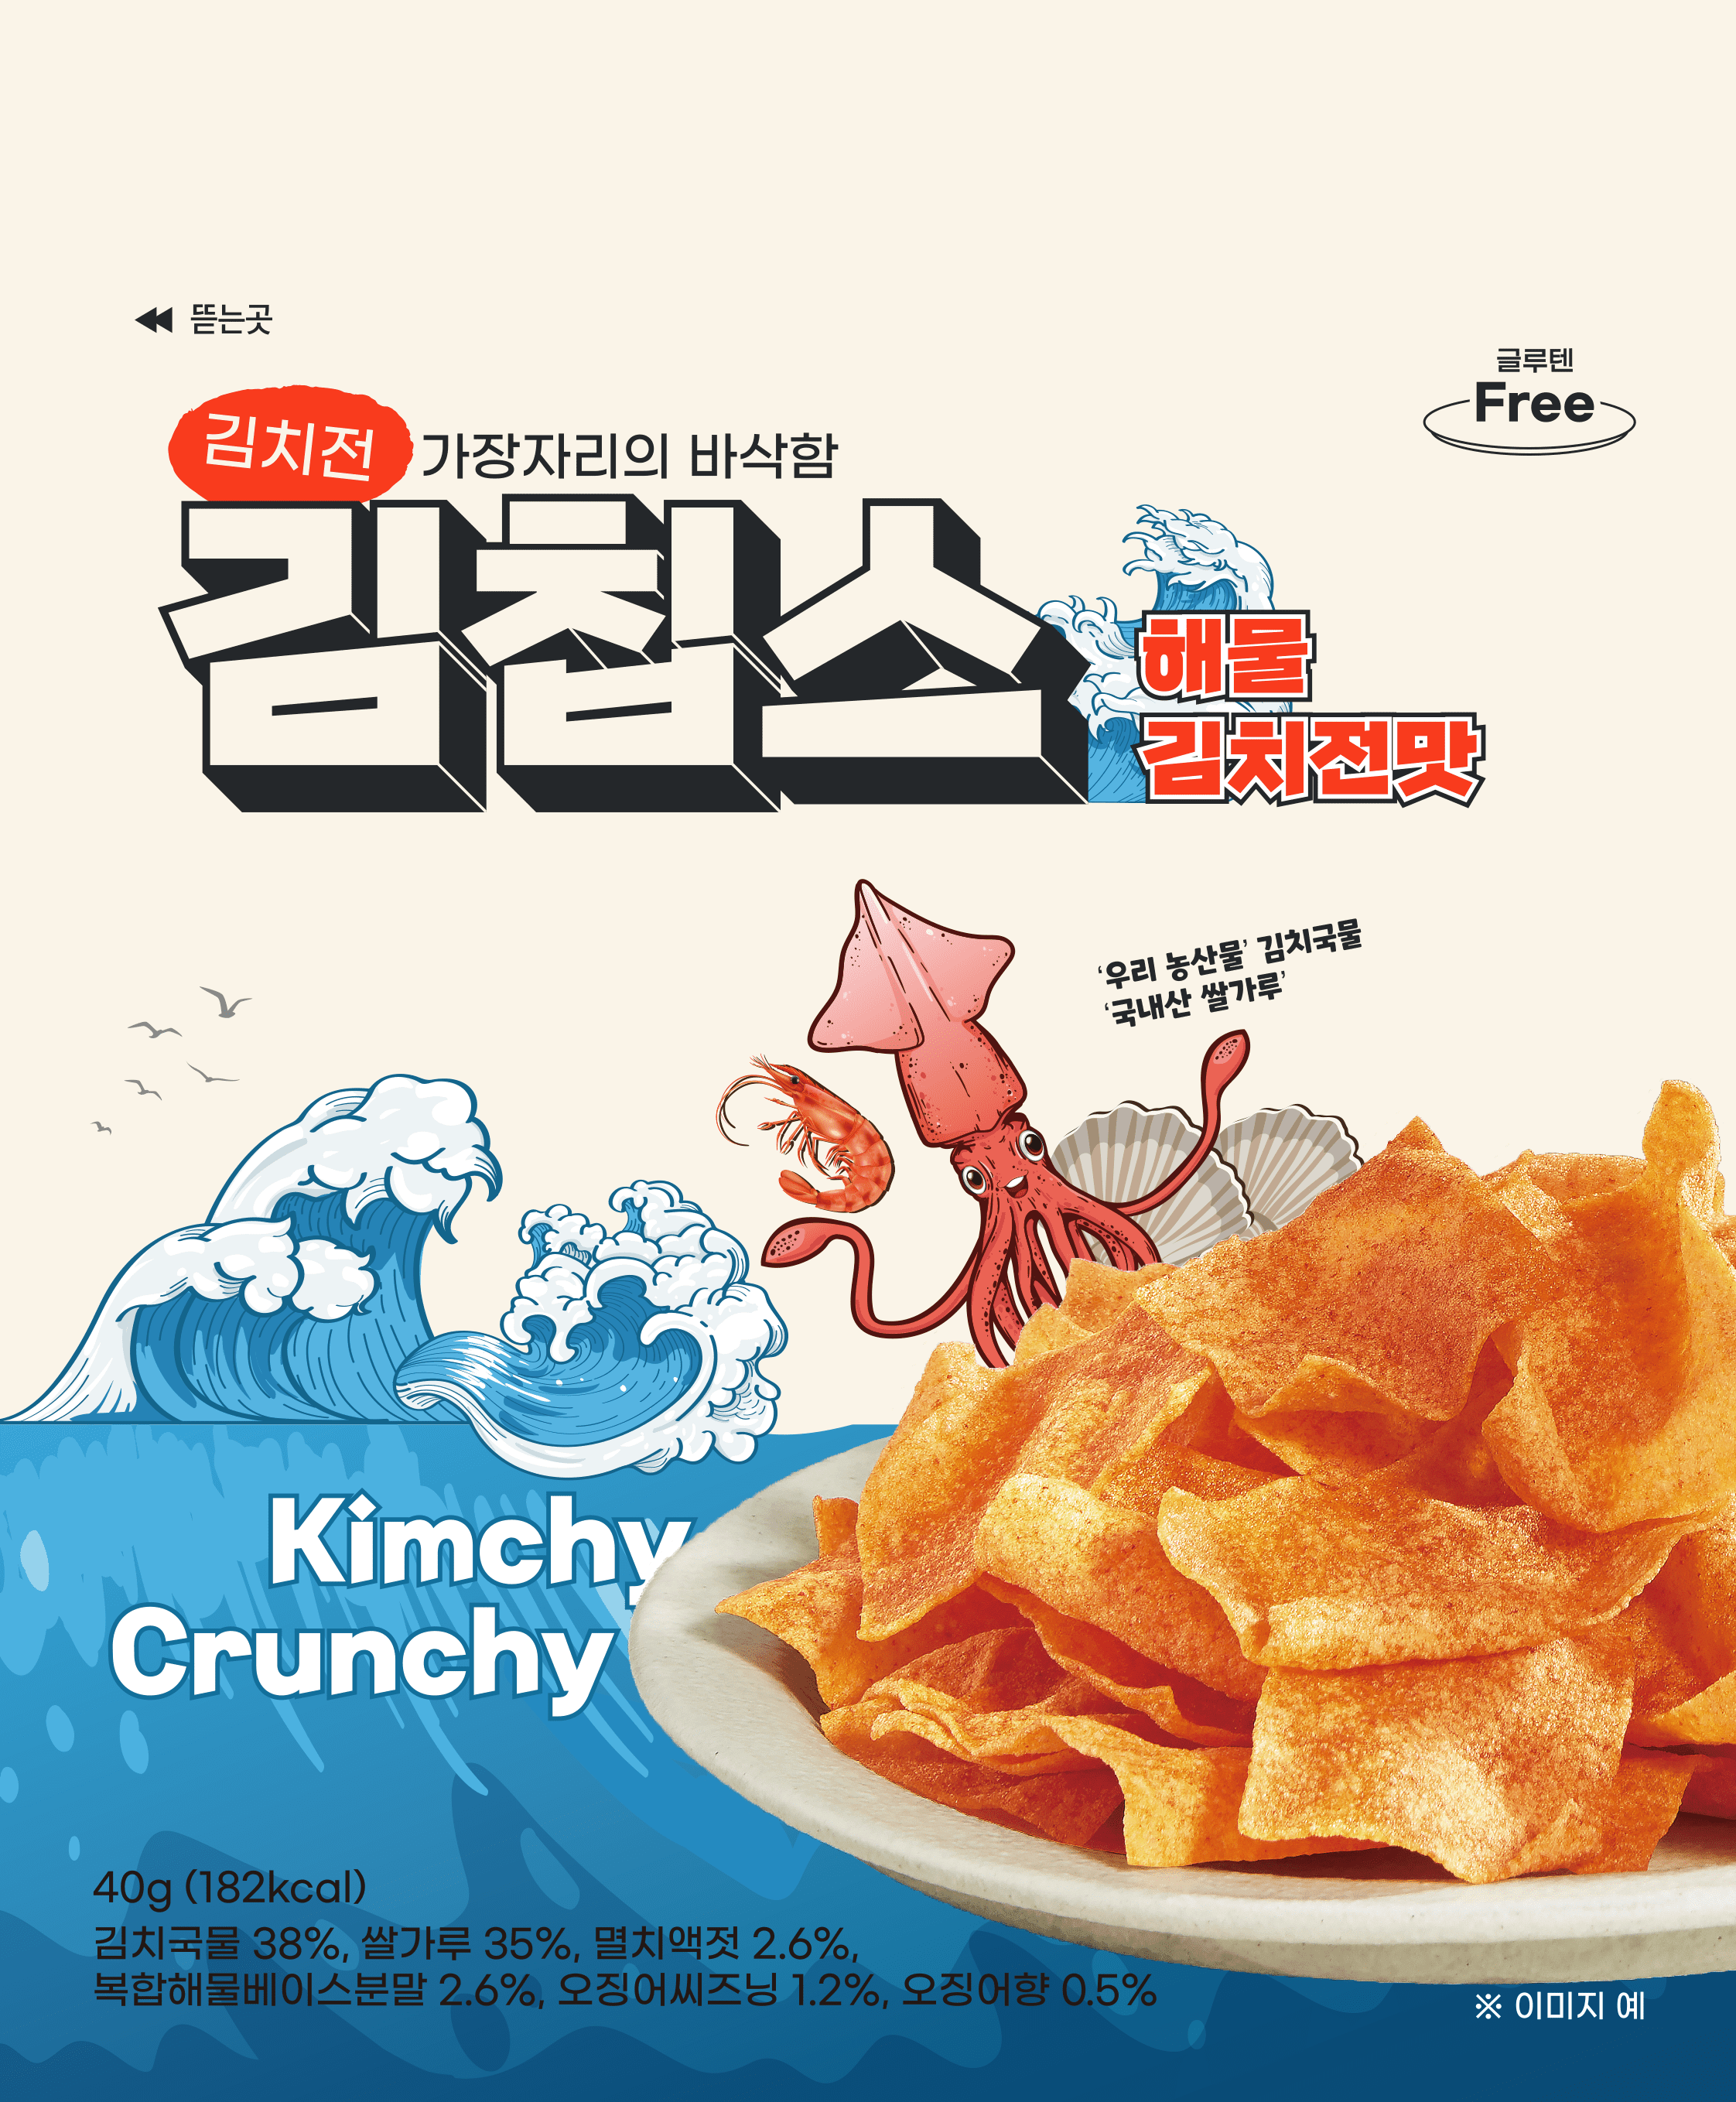 뜯는곳
글루텐
Free
김치전 가장자리의 바삭함
김칩스
해물
김치전맛
‘우리 농산물’ 김치국물
‘국내산 쌀가루’
Kimchy
Crunchy
40g (182kcal)
김치국물 38%, 쌀가루 35%, 멸치액젓 2.6%,
복합해물베이스분말 2.6%, 오징어씨즈닝 1.2%, 오징어향 0.5%
※ 이미지 예